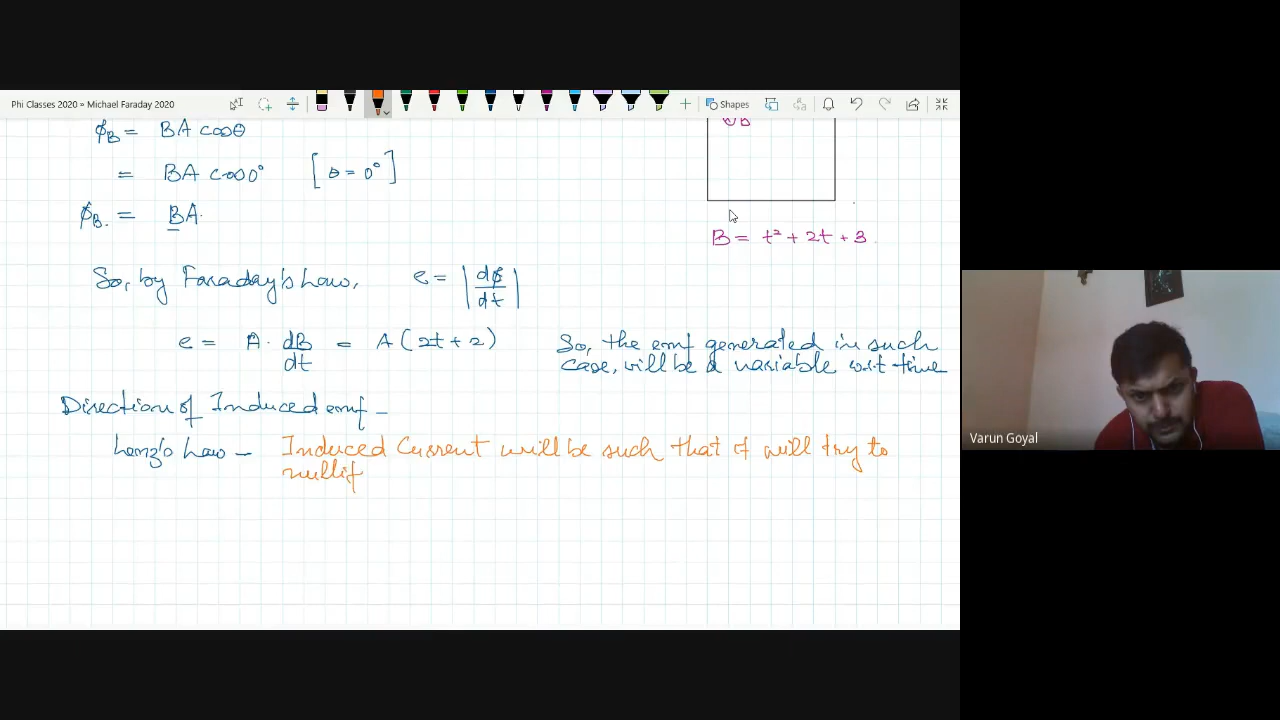 Phi Classes 2020 » Michael Faraday 2020
Shapes
ϕB = BA cosθ
B
= BA cos0° [θ = 0°]
ϕB. = BA.
B = t² + 2t + 3
So, by Faraday's Law, e = |dϕ/dt|
e = A. dB/dt = A(2t+2) So, the emf generated in such
case, will be a variable w.r.t time
Direction of Induced emf –
Lenz's Law – Induced Current will be such that it will try to
nullif
Varun Goyal